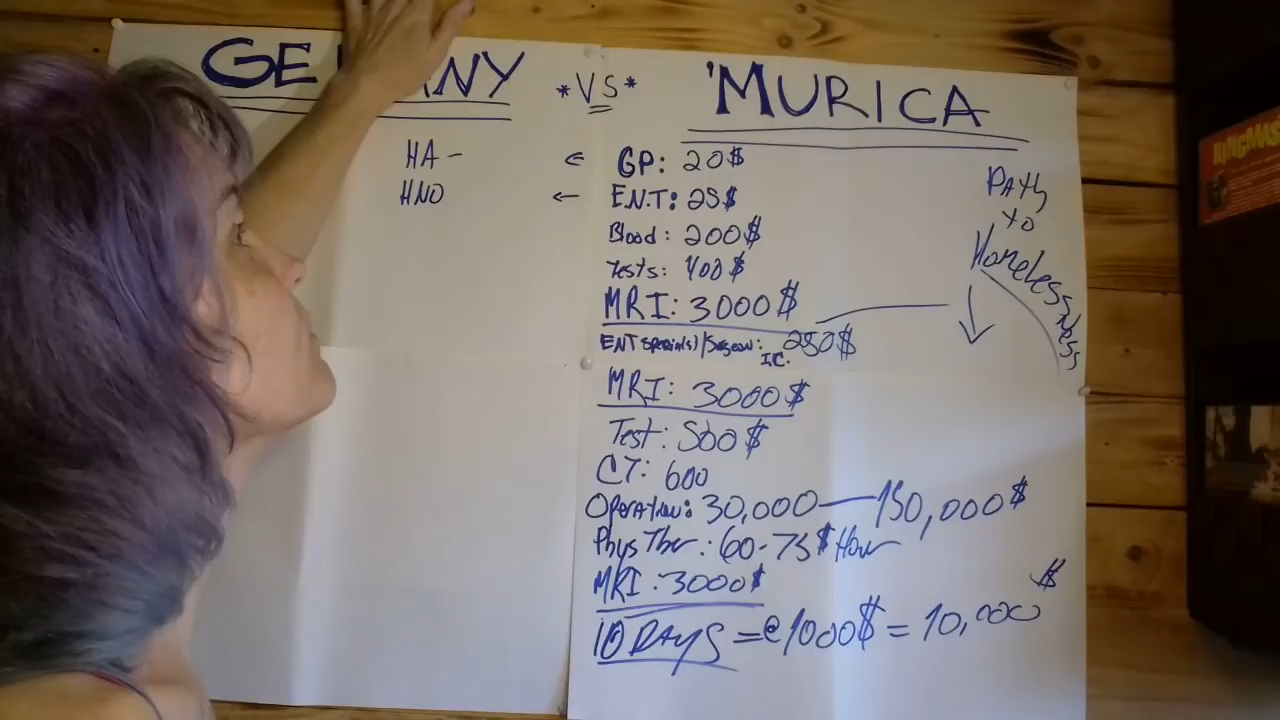 GE NY *VS* 'MURICA
HA - ← GP: 20$
HNO ← E.N.T: 25$
Blood: 200$
Tests: 400$
MRI: 3000$
250$
MRI: 3000$
Test: 500$
CT: 600
Operation: 30,000 — 150,000$
Phys Ther.: 60-75$ Hour
MRI: 3000$
10 DAYS = @1000$ = 10,000$
Path
to
Homelessness